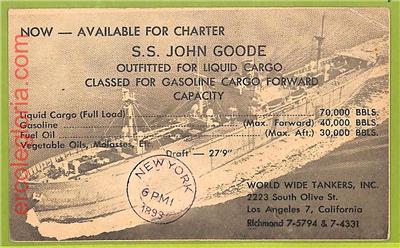 NOW — AVAILABLE FOR CHARTER
S.S. JOHN GOODE
OUTFITTED FOR LIQUID CARGO
CLASSED FOR GASOLINE CARGO FORWARD
CAPACITY
Liquid Cargo (Full Load) 70,000 BBLS.
Gasoline (Max. Forward) 40,000 BBLS.
Fuel Oil (Max. Aft.) 30,000 BBLS.
Vegetable Oils, Molasses, Etc.
Draft — 27'9"
NEW YORK
6 PM
1893
WORLD WIDE TANKERS, INC.
2223 South Olive St.
Los Angeles 7, California
RIchmond 7-5794 & 7-4331